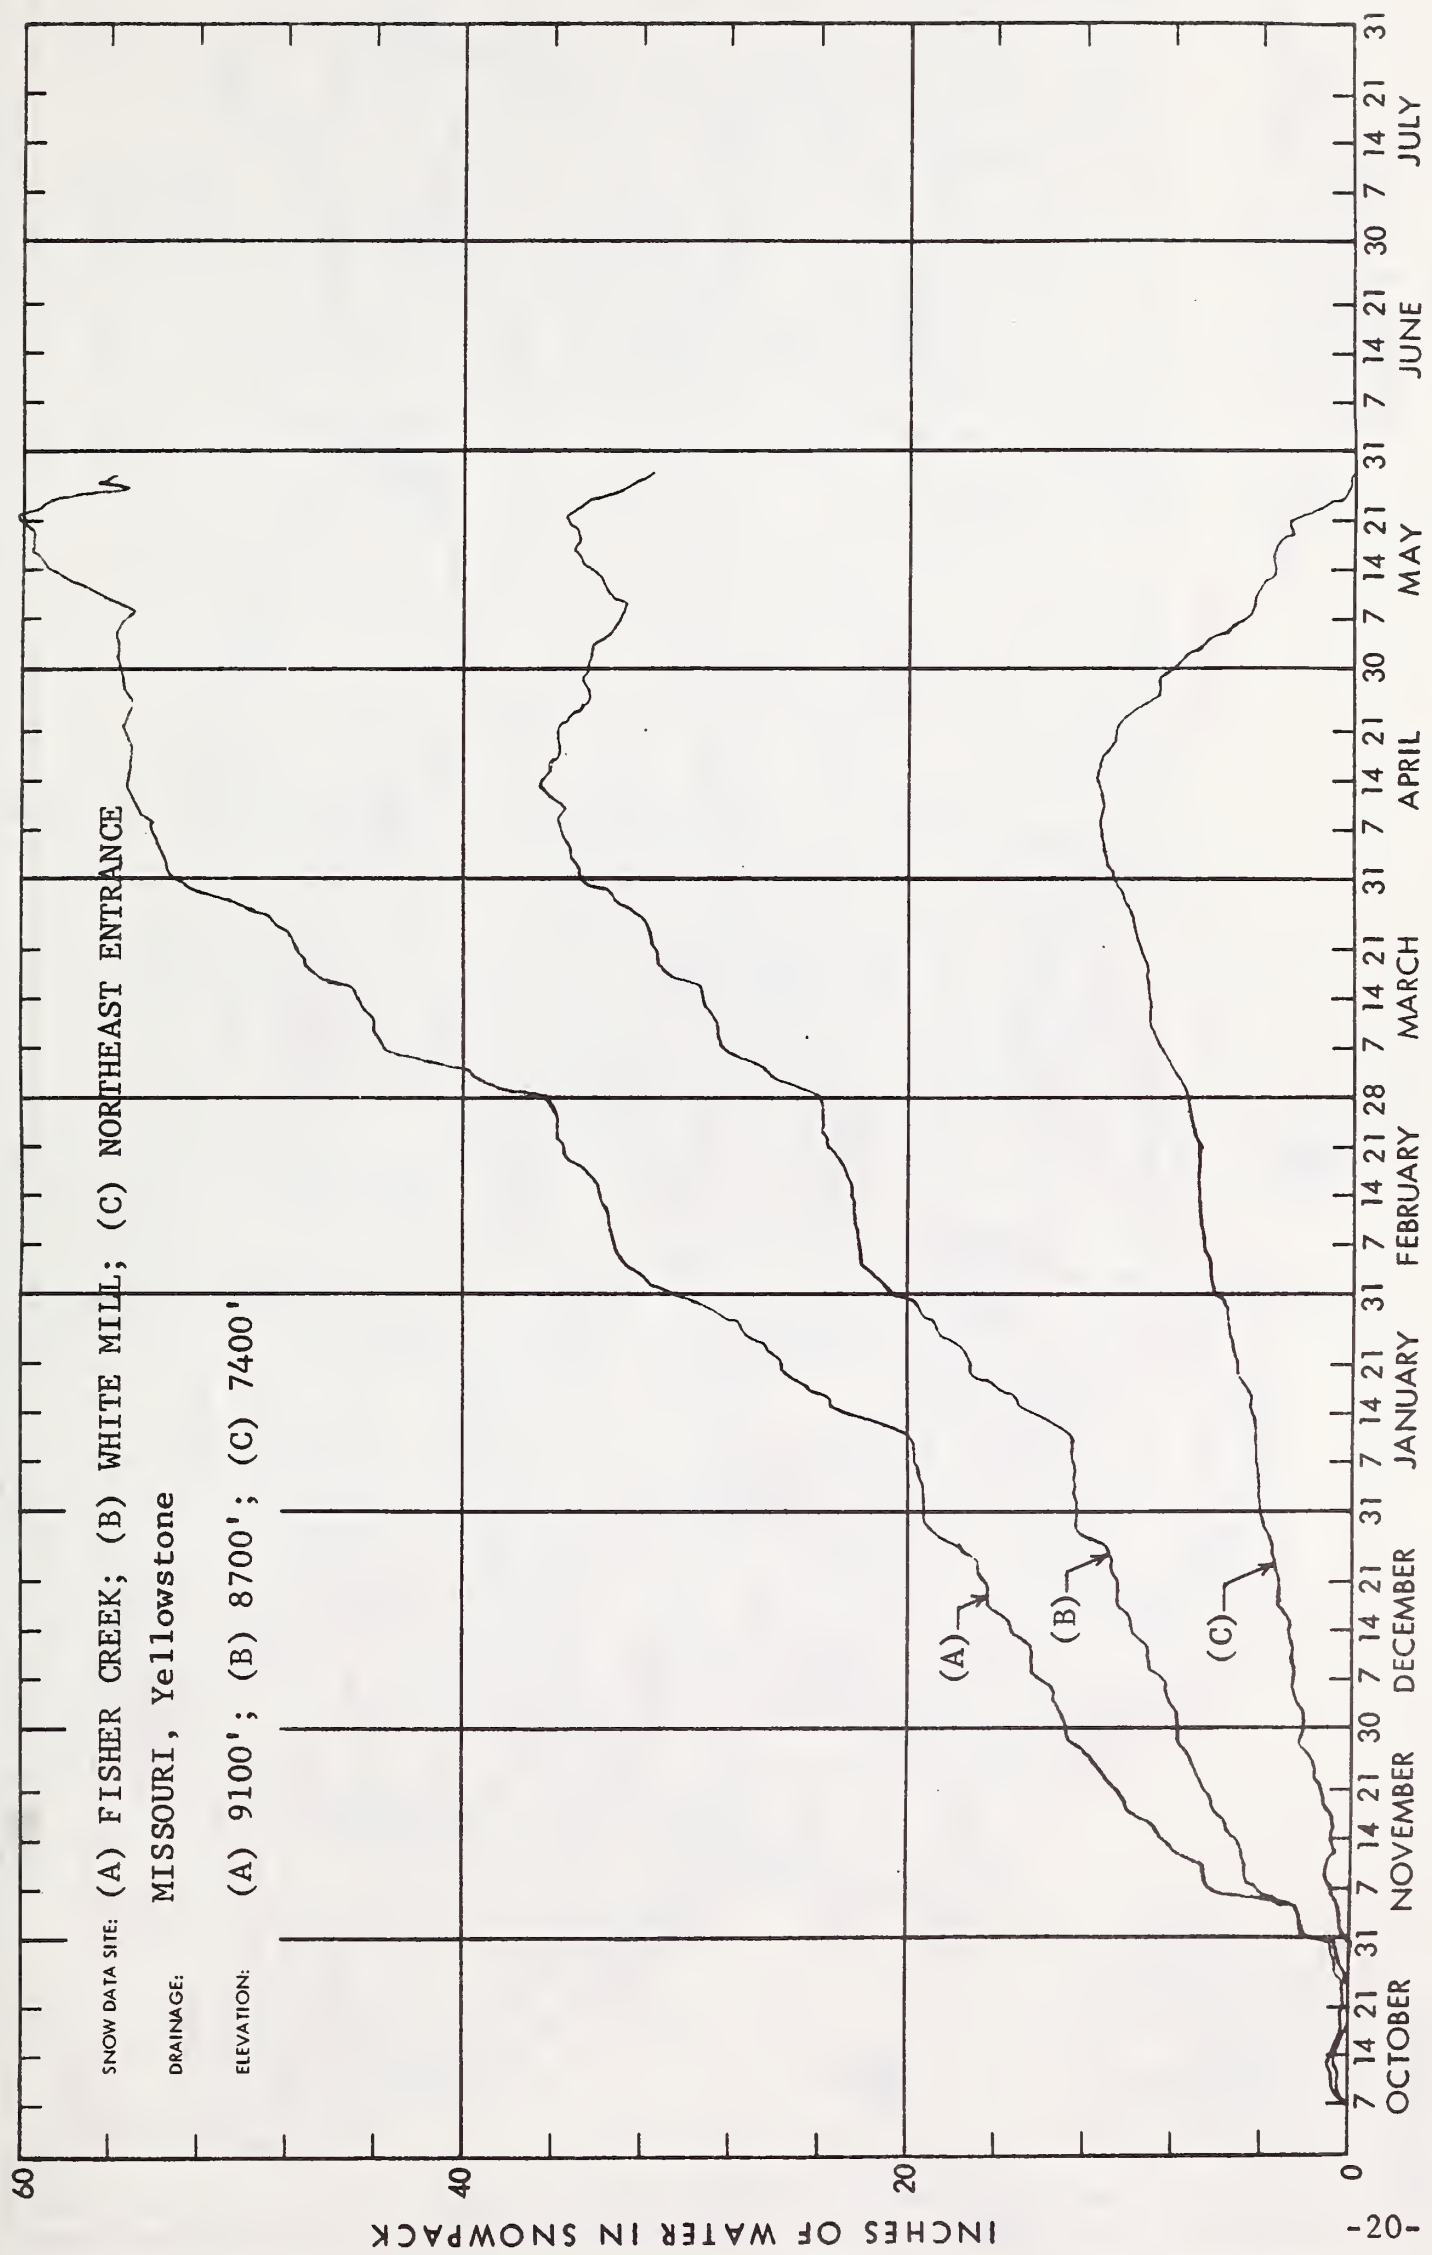 SNOW DATA SITE: (A) FISHER CREEK; (B) WHITE MILL; (C) NORTHEAST ENTRANCE
DRAINAGE: MISSOURI, Yellowstone
ELEVATION: (A) 9100'; (B) 8700'; (C) 7400'
INCHES OF WATER IN SNOWPACK
60
40
20
0
(A)
(B)
(C)
7 14 21 31 7 14 21 30 7 14 21 31 7 14 21 31 7 14 21 28 7 14 21 31 7 14 21 30 7 14 21 31 7 14 21 30 7 14 21 31
OCTOBER NOVEMBER DECEMBER JANUARY FEBRUARY MARCH APRIL MAY JUNE JULY
-20-